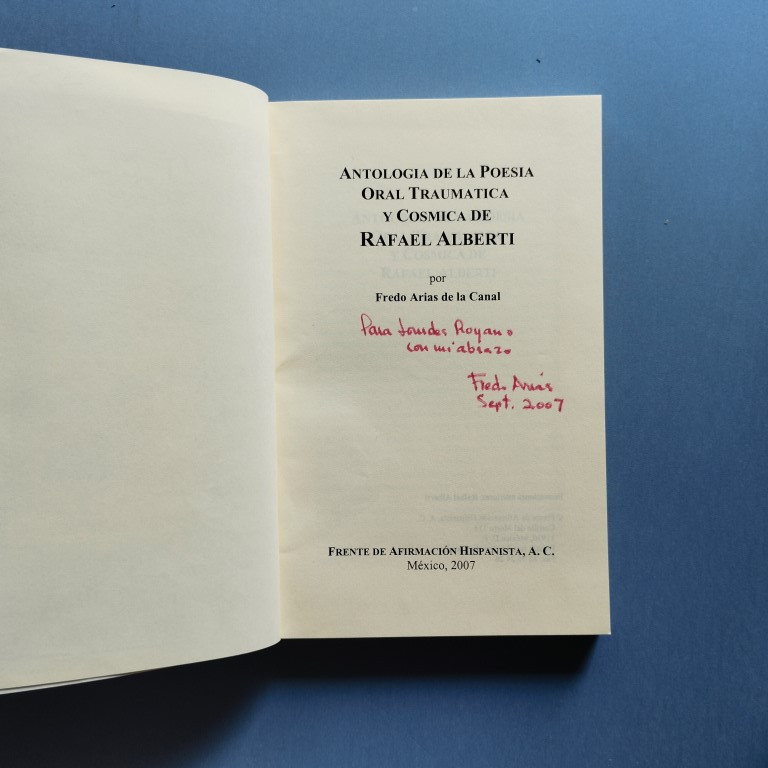 ANTOLOGIA DE LA POESIA
ORAL TRAUMATICA
Y COSMICA DE
RAFAEL ALBERTI
por
Fredo Arias de la Canal
Para Lourdes Royano
con mi abrazo
Fredo Arias
Sept. 2007
FRENTE DE AFIRMACIÓN HISPANISTA, A. C.
México, 2007